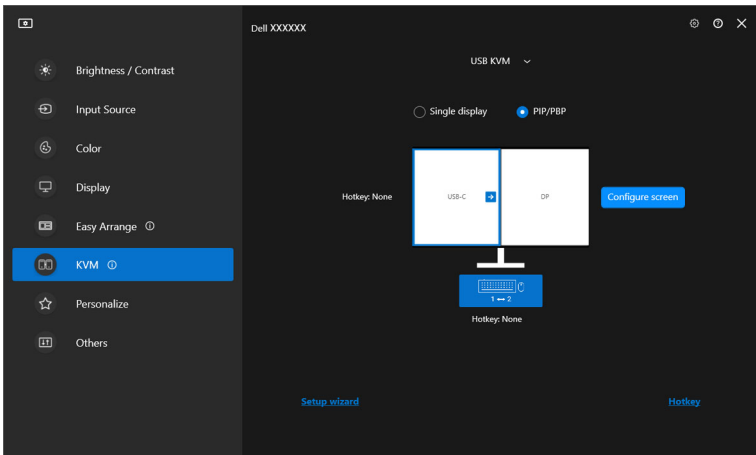 Dell XXXXXX
Brightness / Contrast
Input Source
Color
Display
Easy Arrange
KVM
Personalize
Others
USB KVM
Single display
PIP/PBP
Hotkey: None
USB-C
DP
Configure screen
1 ↔ 2
Hotkey: None
Setup wizard
Hotkey